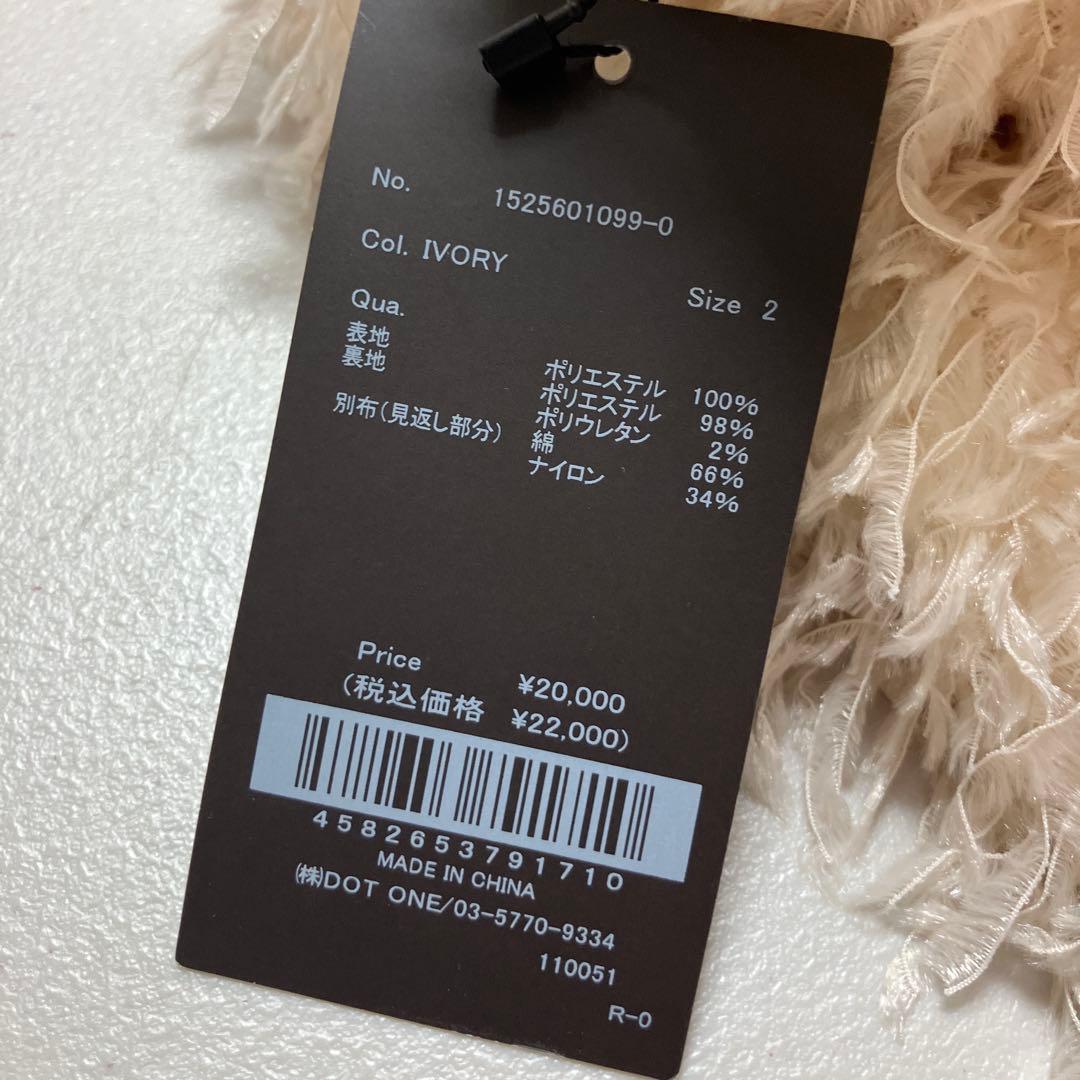 No. 1525601099-0
Col. IVORY
Size 2
Qua.
表地 ポリエステル 100%
裏地 ポリエステル 98%
ポリウレタン 2%
別布(見返し部分) 綿 66%
ナイロン 34%
Price ¥20,000
(税込価格 ¥22,000)
4582653791710
MADE IN CHINA
㈱DOT ONE/03-5770-9334
110051
R-0